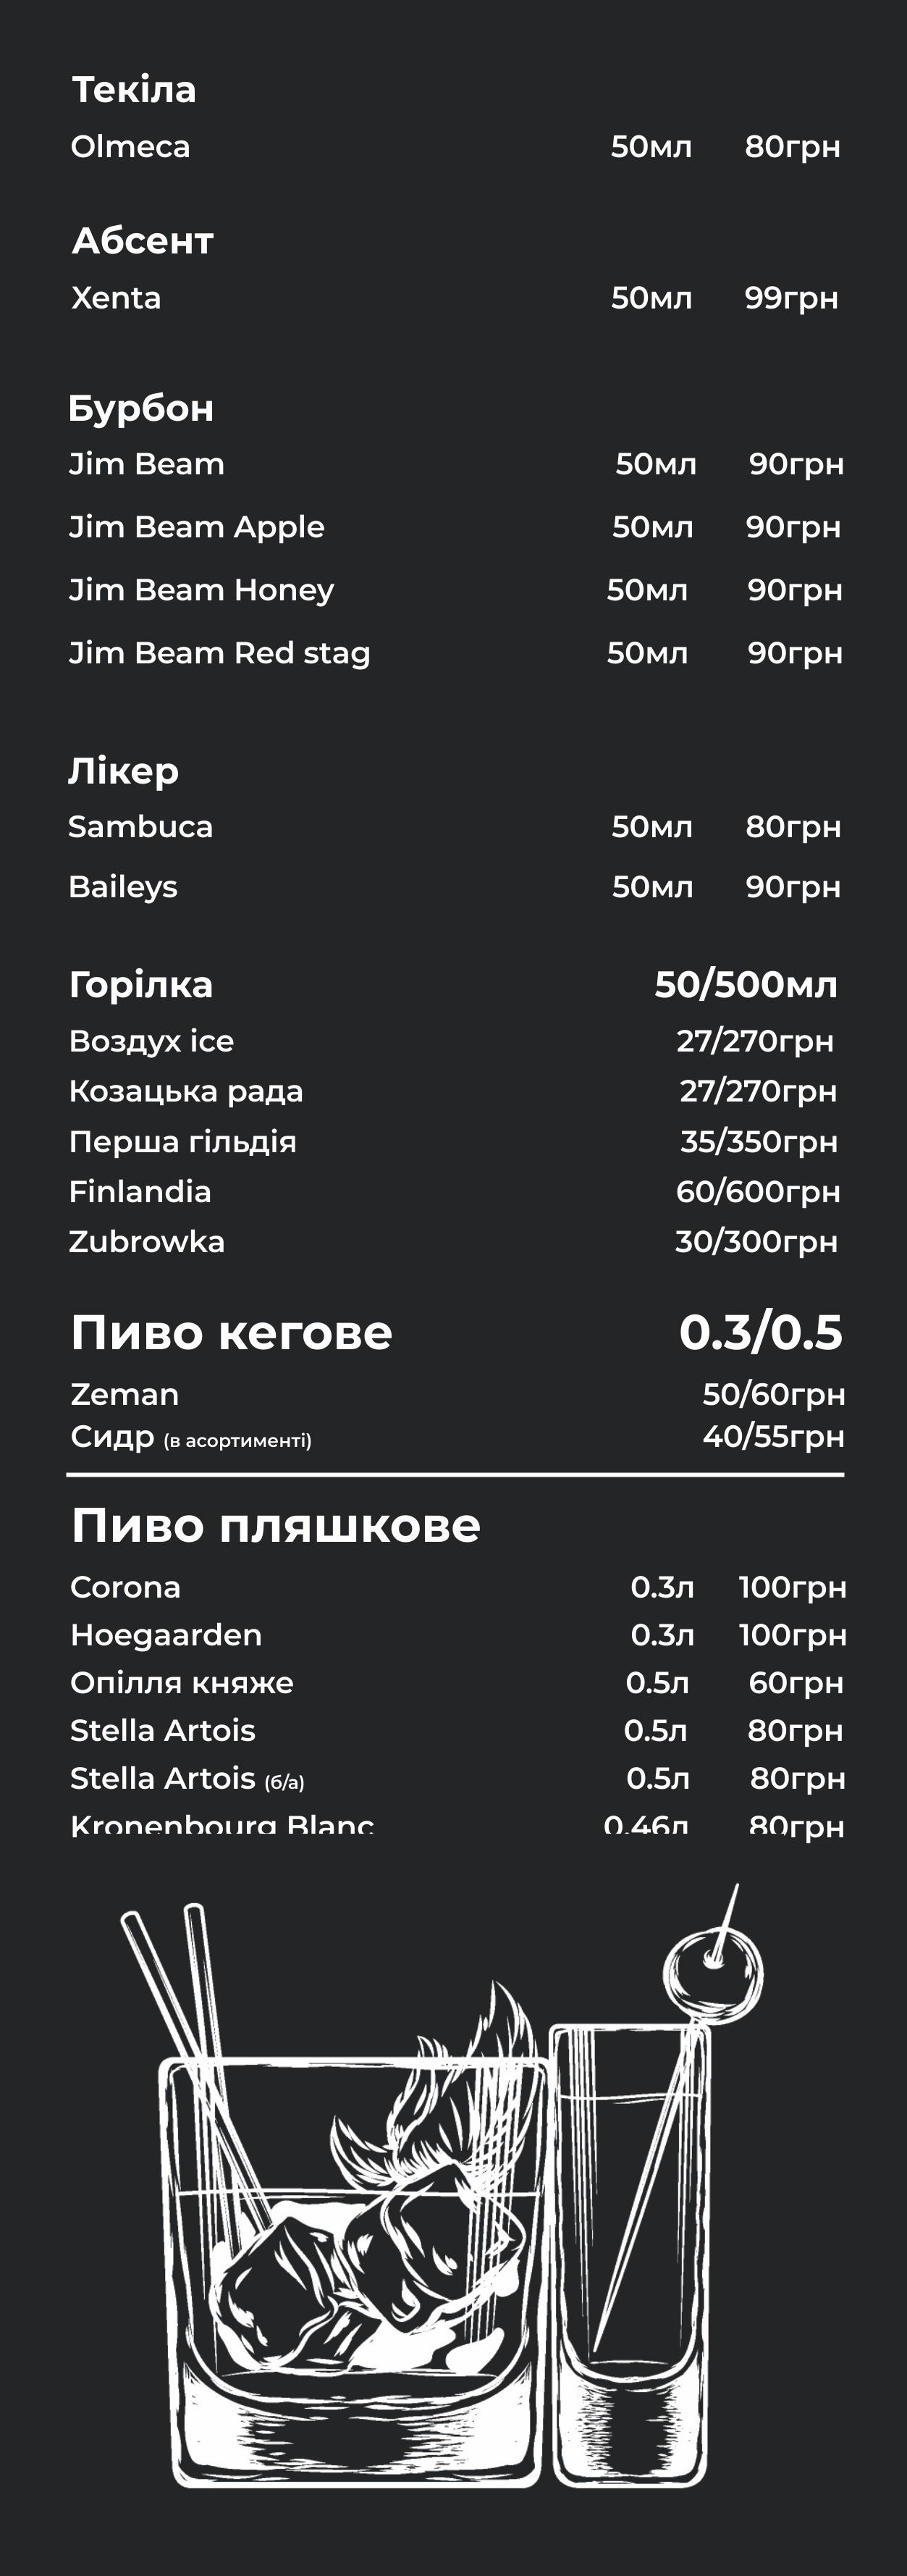 Текіла
Olmeca 50мл 80грн
Абсент
Xenta 50мл 99грн
Бурбон
Jim Beam 50мл 90грн
Jim Beam Apple 50мл 90грн
Jim Beam Honey 50мл 90грн
Jim Beam Red stag 50мл 90грн
Лікер
Sambuca 50мл 80грн
Baileys 50мл 90грн
Горілка 50/500мл
Воздух ice 27/270грн
Козацька рада 27/270грн
Перша гільдія 35/350грн
Finlandia 60/600грн
Zubrowka 30/300грн
Пиво кегове 0.3/0.5
Zeman 50/60грн
Сидр (в асортименті) 40/55грн
Пиво пляшкове
Corona 0.3л 100грн
Hoegaarden 0.3л 100грн
Опілля княже 0.5л 60грн
Stella Artois 0.5л 80грн
Stella Artois (б/а) 0.5л 80грн
Kronenbourg Blanc 0.46л 80грн